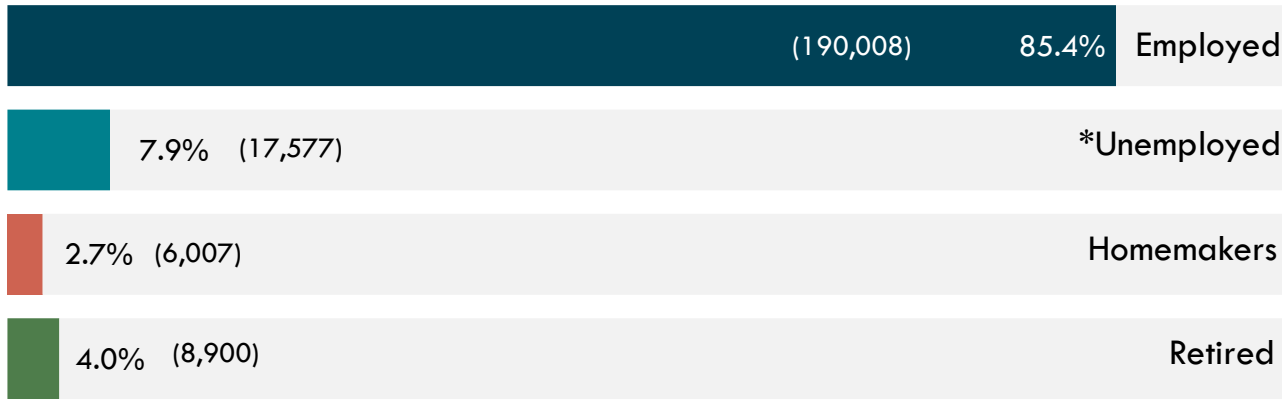 (190,008) 85.4% Employed
7.9% (17,577) *Unemployed
2.7% (6,007) Homemakers
4.0% (8,900) Retired